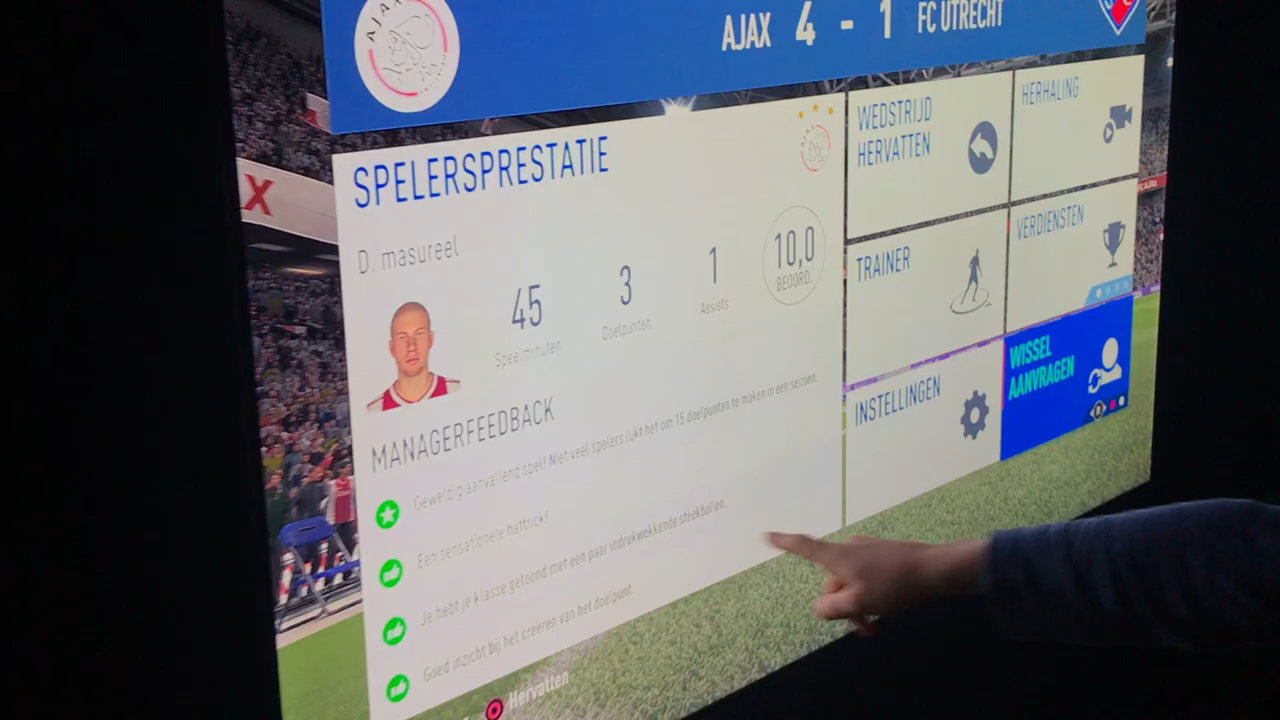 AJAX
AJAX 4 - 1 FC UTRECHT
X
SPELERSPRESTATIE
D. masureel
45
Speelminuten
3
Doelpunten
1
Assists
10,0
BEOORD.
MANAGERFEEDBACK
Geweldig aanvallend spel! Niet veel spelers lukt het om 15 doelpunten te maken in een seizoen.
Een sensationele hattrick!
Je hebt je klasse getoond met een paar indrukwekkende steekballen.
Goed inzicht bij het creëren van het doelpunt.
Hervatten
WEDSTRIJD
HERVATTEN
HERHALING
TRAINER
VERDIENSTEN
INSTELLINGEN
WISSEL
AANVRAGEN
R